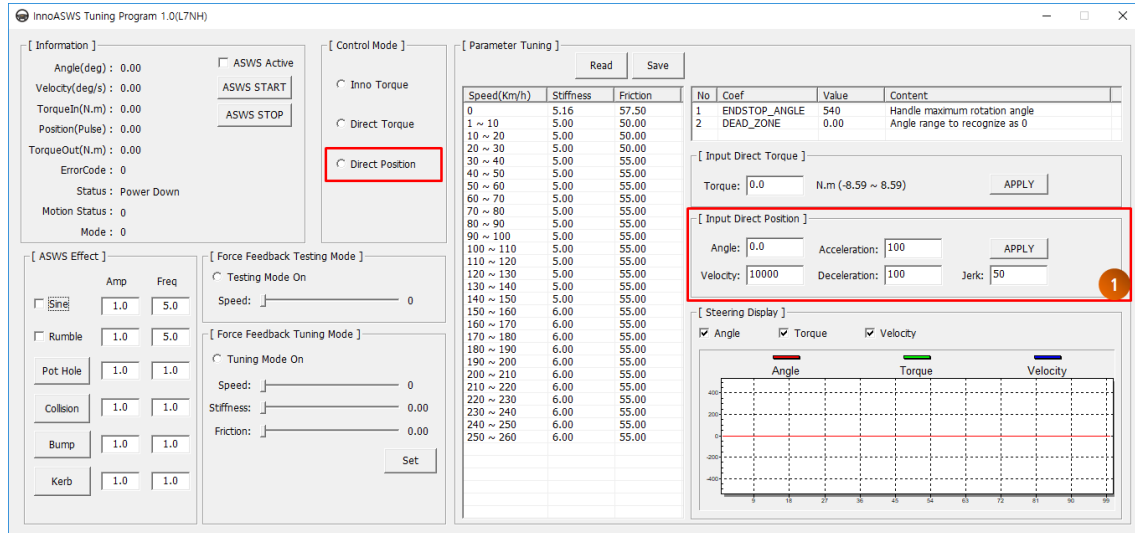 InnoASWS Tuning Program 1.0(L7NH)
[ Information ]
Angle(deg) : 0.00
Velocity(deg/s) : 0.00
TorqueIn(N.m) : 0.00
Position(Pulse) : 0.00
TorqueOut(N.m) : 0.00
ErrorCode : 0
Status : Power Down
Motion Status : 0
Mode : 0
ASWS Active
ASWS START
ASWS STOP
[ Control Mode ]
Inno Torque
Direct Torque
Direct Position
[ ASWS Effect ]
Amp Freq
Sine 1.0 5.0
Rumble 1.0 5.0
Pot Hole 1.0 1.0
Collision 1.0 1.0
Bump 1.0 1.0
Kerb 1.0 1.0
[ Force Feedback Testing Mode ]
Testing Mode On
Speed: 0
[ Force Feedback Tuning Mode ]
Tuning Mode On
Speed: 0
Stiffness: 0.00
Friction: 0.00
Set
[ Parameter Tuning ]
Read Save
Speed(Km/h) Stiffness Friction
0 5.16 57.50
1 ~ 10 5.00 50.00
10 ~ 20 5.00 50.00
20 ~ 30 5.00 50.00
30 ~ 40 5.00 55.00
40 ~ 50 5.00 55.00
50 ~ 60 5.00 55.00
60 ~ 70 5.00 55.00
70 ~ 80 5.00 55.00
80 ~ 90 5.00 55.00
90 ~ 100 5.00 55.00
100 ~ 110 5.00 55.00
110 ~ 120 5.00 55.00
120 ~ 130 5.00 55.00
130 ~ 140 5.00 55.00
140 ~ 150 5.00 55.00
150 ~ 160 6.00 55.00
160 ~ 170 6.00 55.00
170 ~ 180 6.00 55.00
180 ~ 190 6.00 55.00
190 ~ 200 6.00 55.00
200 ~ 210 6.00 55.00
210 ~ 220 6.00 55.00
220 ~ 230 6.00 55.00
230 ~ 240 6.00 55.00
240 ~ 250 6.00 55.00
250 ~ 260 6.00 55.00
No Coef Value Content
1 ENDSTOP_ANGLE 540 Handle maximum rotation angle
2 DEAD_ZONE 0.00 Angle range to recognize as 0
[ Input Direct Torque ]
Torque: 0.0 N.m (-8.59 ~ 8.59) APPLY
[ Input Direct Position ]
Angle: 0.0 Acceleration: 100 APPLY
Velocity: 10000 Deceleration: 100 Jerk: 50
1
[ Steering Display ]
Angle Torque Velocity
Angle Torque Velocity
400
200
0
-200
-400
9 18 27 36 45 54 63 72 81 90 99